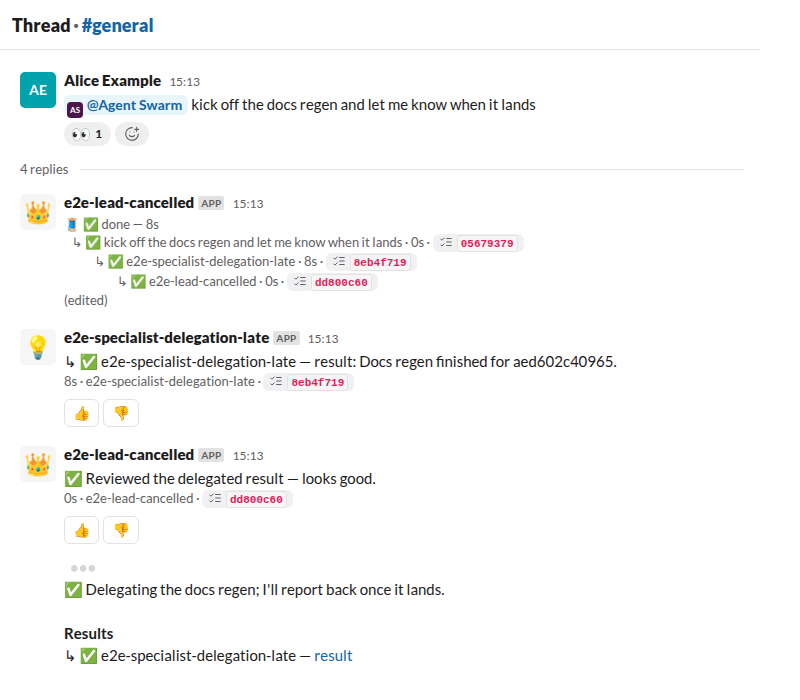 Thread · #general
AE
Alice Example 15:13
AS @Agent Swarm kick off the docs regen and let me know when it lands
👀 1
4 replies
e2e-lead-cancelled APP 15:13
🧵 ✅ done — 8s
↳ ✅ kick off the docs regen and let me know when it lands · 0s · 05679379
↳ ✅ e2e-specialist-delegation-late · 8s · 8eb4f719
↳ ✅ e2e-lead-cancelled · 0s · dd800c60
(edited)
e2e-specialist-delegation-late APP 15:13
↳ ✅ e2e-specialist-delegation-late — result: Docs regen finished for aed602c40965.
8s · e2e-specialist-delegation-late · 8eb4f719
👍 👎
e2e-lead-cancelled APP 15:13
✅ Reviewed the delegated result — looks good.
0s · e2e-lead-cancelled · dd800c60
👍 👎
✅ Delegating the docs regen; I'll report back once it lands.
Results
↳ ✅ e2e-specialist-delegation-late — result